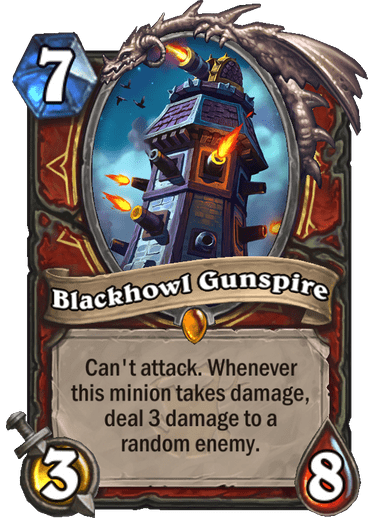 7
Blackhowl Gunspire
Can't attack. Whenever
this minion takes damage,
deal 3 damage to a
random enemy.
3
8